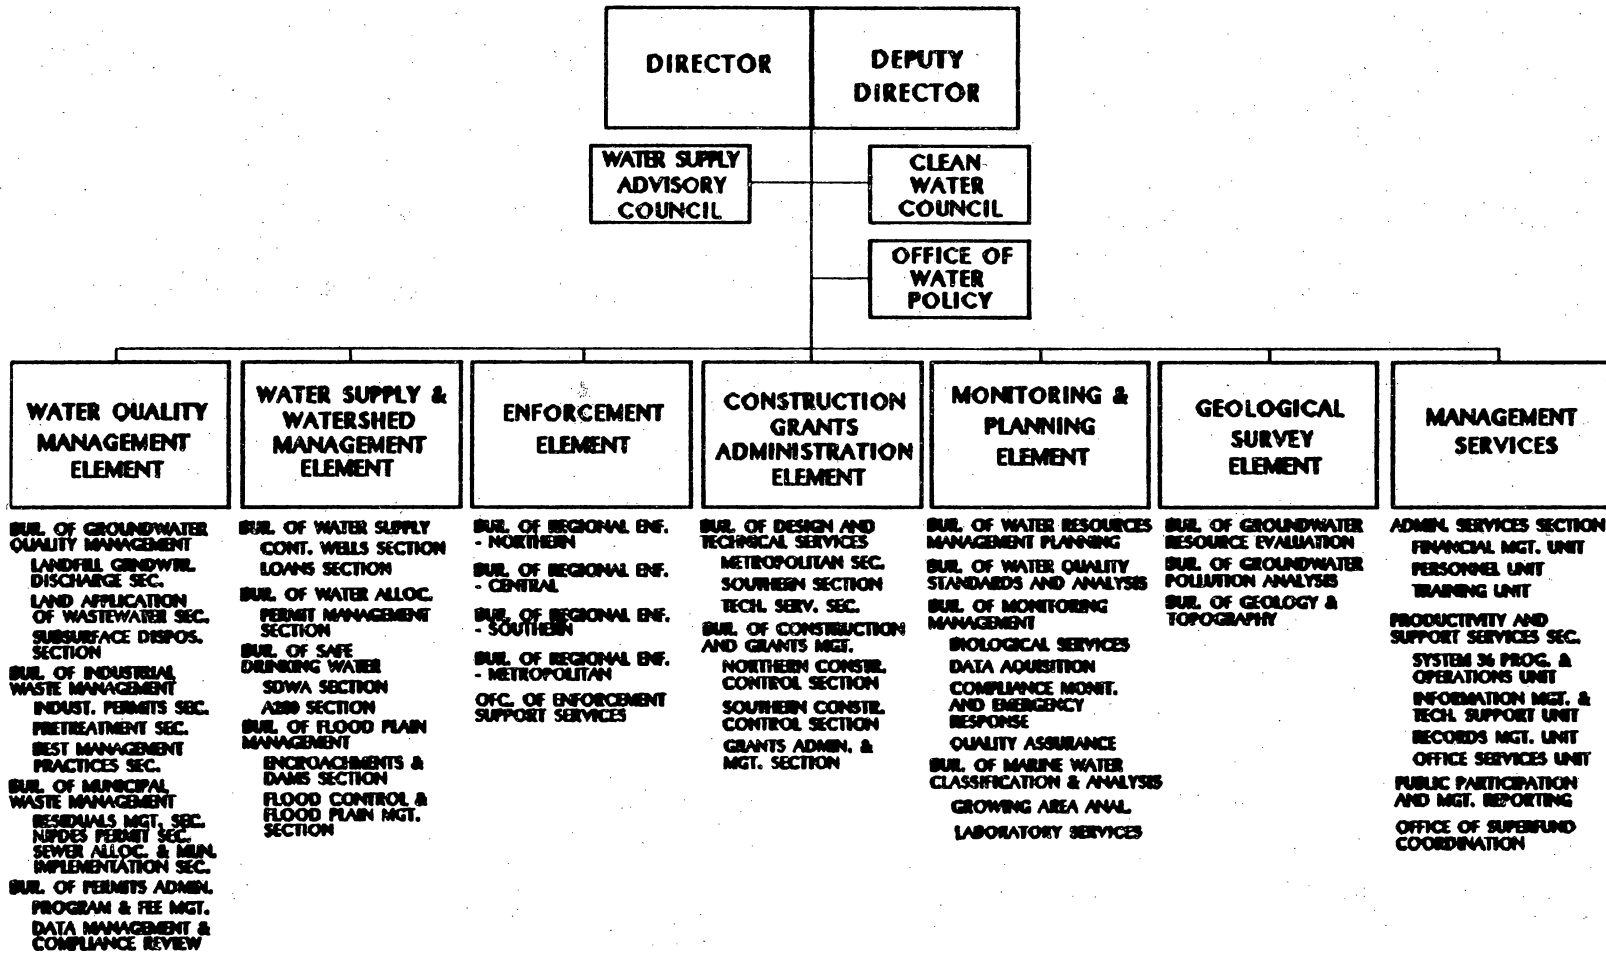 DIRECTOR
DEPUTY
DIRECTOR
WATER SUPPLY
ADVISORY
COUNCIL
CLEAN
WATER
COUNCIL
OFFICE OF
WATER
POLICY
WATER QUALITY
MANAGEMENT
ELEMENT
BUR. OF GROUNDWATER
QUALITY MANAGEMENT
LANDFILL GRNDWTR.
DISCHARGE SEC.
LAND APPLICATION
OF WASTEWATER SEC.
SUBSURFACE DISPOS.
SECTION
BUR. OF INDUSTRIAL
WASTE MANAGEMENT
INDUST. PERMITS SEC.
PRETREATMENT SEC.
BEST MANAGEMENT
PRACTICES SEC.
BUR. OF MUNICIPAL
WASTE MANAGEMENT
RESIDUALS MGT. SEC.
NJPDES PERMIT SEC.
SEWER ALLOC. & MUN.
IMPLEMENTATION SEC.
BUR. OF PERMITS ADMIN.
PROGRAM & FEE MGT.
DATA MANAGEMENT &
COMPLIANCE REVIEW
WATER SUPPLY &
WATERSHED
MANAGEMENT
ELEMENT
BUR. OF WATER SUPPLY
CONT. WELLS SECTION
LOANS SECTION
BUR. OF WATER ALLOC.
PERMIT MANAGEMENT
SECTION
BUR. OF SAFE
DRINKING WATER
SDWA SECTION
A280 SECTION
BUR. OF FLOOD PLAIN
MANAGEMENT
ENCROACHMENTS &
DAMS SECTION
FLOOD CONTROL &
FLOOD PLAIN MGT.
SECTION
ENFORCEMENT
ELEMENT
BUR. OF REGIONAL ENF.
- NORTHERN
BUR. OF REGIONAL ENF.
- CENTRAL
BUR. OF REGIONAL ENF.
- SOUTHERN
BUR. OF REGIONAL ENF.
- METROPOLITAN
OFC. OF ENFORCEMENT
SUPPORT SERVICES
CONSTRUCTION
GRANTS
ADMINISTRATION
ELEMENT
BUR. OF DESIGN AND
TECHNICAL SERVICES
METROPOLITAN SEC.
SOUTHERN SECTION
TECH. SERV. SEC.
BUR. OF CONSTRUCTION
AND GRANTS MGT.
NORTHERN CONSTR.
CONTROL SECTION
SOUTHERN CONSTR.
CONTROL SECTION
GRANTS ADMIN. &
MGT. SECTION
MONITORING &
PLANNING
ELEMENT
BUR. OF WATER RESOURCES
MANAGEMENT PLANNING
BUR. OF WATER QUALITY
STANDARDS AND ANALYSIS
BUR. OF MONITORING
MANAGEMENT
BIOLOGICAL SERVICES
DATA AQUISITION
COMPLIANCE MONIT.
AND EMERGENCY
RESPONSE
QUALITY ASSURANCE
BUR. OF MARINE WATER
CLASSIFICATION & ANALYSIS
GROWING AREA ANAL.
LABORATORY SERVICES
GEOLOGICAL
SURVEY
ELEMENT
BUR. OF GROUNDWATER
RESOURCE EVALUATION
BUR. OF GROUNDWATER
POLLUTION ANALYSIS
BUR. OF GEOLOGY &
TOPOGRAPHY
MANAGEMENT
SERVICES
ADMIN. SERVICES SECTION
FINANCIAL MGT. UNIT
PERSONNEL UNIT
TRAINING UNIT
PRODUCTIVITY AND
SUPPORT SERVICES SEC.
SYSTEM 36 PROG. &
OPERATIONS UNIT
INFORMATION MGT. &
TECH. SUPPORT UNIT
RECORDS MGT. UNIT
OFFICE SERVICES UNIT
PUBLIC PARTICIPATION
AND MGT. REPORTING
OFFICE OF SUPERFUND
COORDINATION